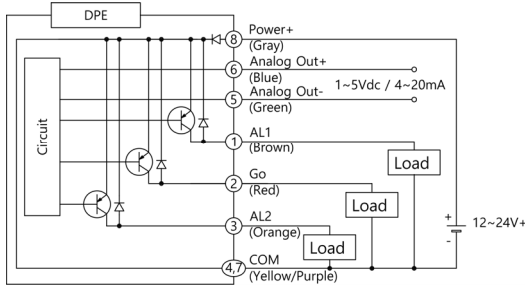 DPE
8
Power+
(Gray)
6
Analog Out+
(Blue)
1~5Vdc / 4~20mA
5
Analog Out-
(Green)
Circuit
1
AL1
(Brown)
Load
2
Go
(Red)
Load
3
AL2
(Orange)
Load
+
12~24V+
-
4,7
COM
(Yellow/Purple)